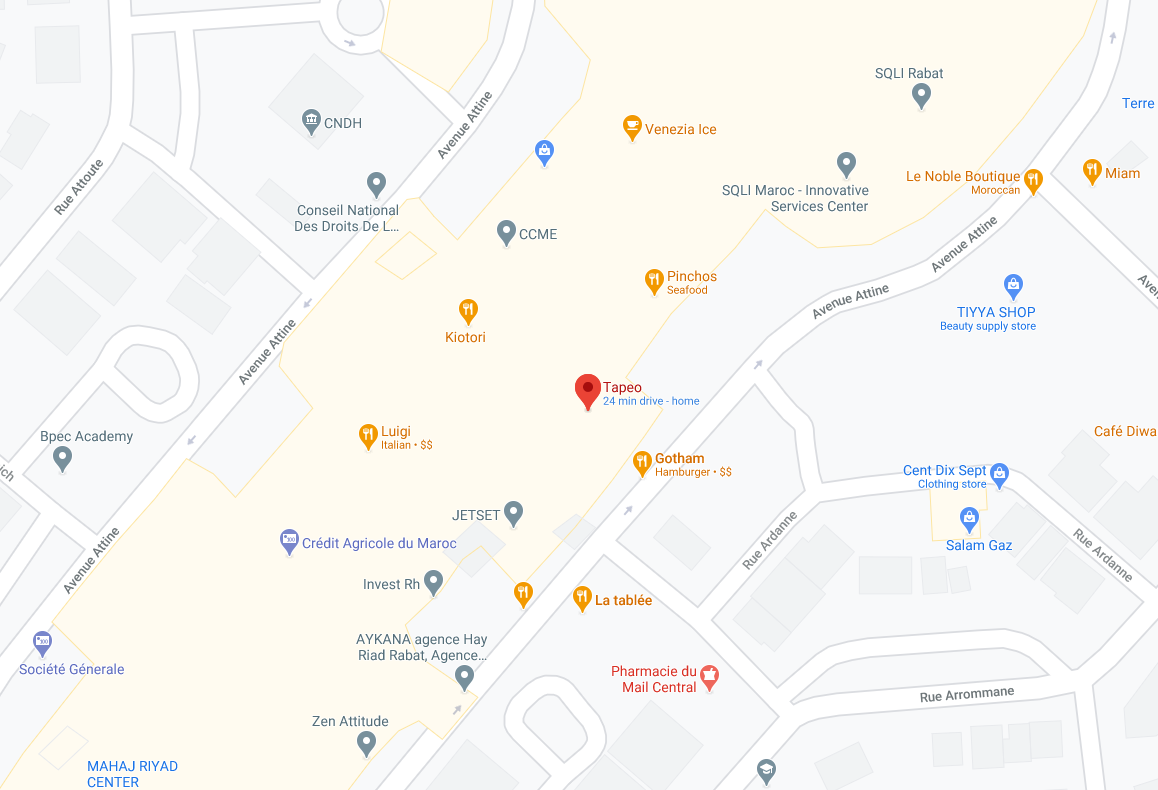 SQLI Rabat
Terre
Avenue Attine
CNDH
Venezia Ice
Rue Attoute
SQLI Maroc - Innovative
Services Center
Le Noble Boutique
Moroccan
Miam
Conseil National
Des Droits De L...
CCME
Avenue Attine
Pinchos
Seafood
Avenue Attine
TIYYA SHOP
Beauty supply store
Kiotori
Avenue Attine
Tapeo
24 min drive - home
Bpec Academy
Luigi
Italian • $$
Café Diwa
Gotham
Hamburger • $$
Cent Dix Sept
Clothing store
JETSET
Crédit Agricole du Maroc
Rue Ardanne
Salam Gaz
Rue Ardanne
Avenue Attine
Invest Rh
La tablée
AYKANA agence Hay
Riad Rabat, Agence...
Société Génerale
Pharmacie du
Mail Central
Rue Arrommane
Zen Attitude
MAHAJ RIYAD
CENTER